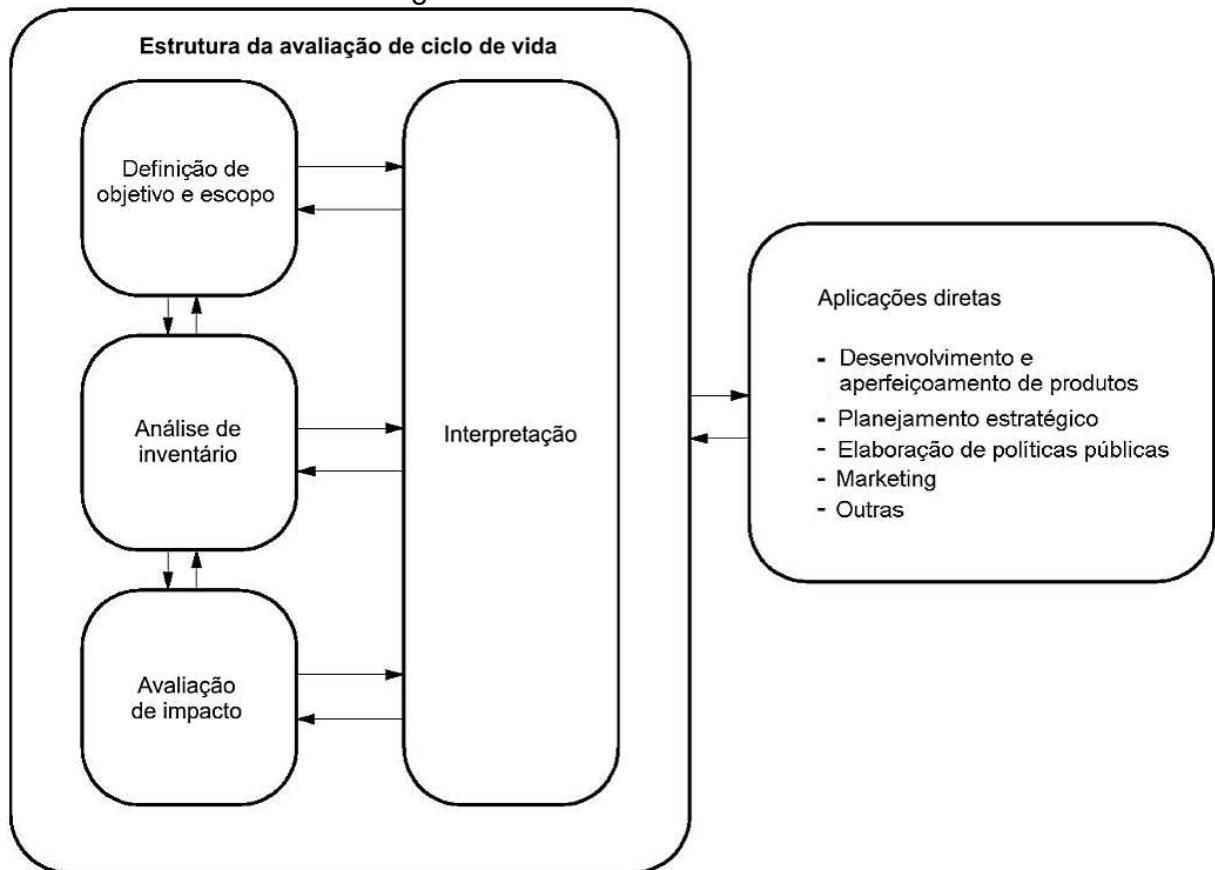 Estrutura da avaliação de ciclo de vida
Definição de
objetivo e escopo
Análise de
inventário
Avaliação
de impacto
Interpretação
Aplicações diretas
- Desenvolvimento e
aperfeiçoamento de produtos
- Planejamento estratégico
- Elaboração de políticas públicas
- Marketing
- Outras